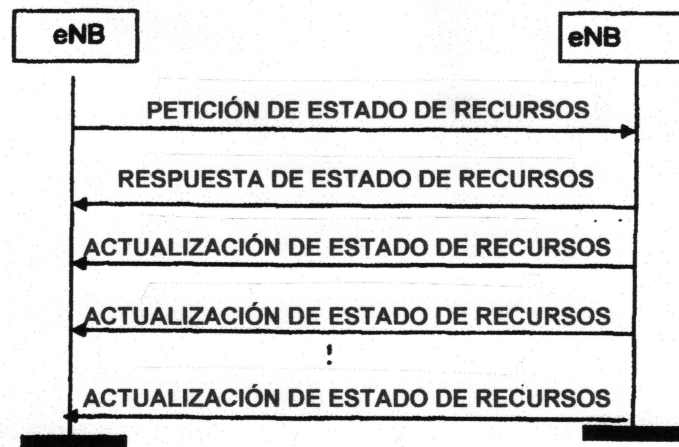 eNB
eNB
PETICIÓN DE ESTADO DE RECURSOS
RESPUESTA DE ESTADO DE RECURSOS
ACTUALIZACIÓN DE ESTADO DE RECURSOS
ACTUALIZACIÓN DE ESTADO DE RECURSOS
ACTUALIZACIÓN DE ESTADO DE RECURSOS